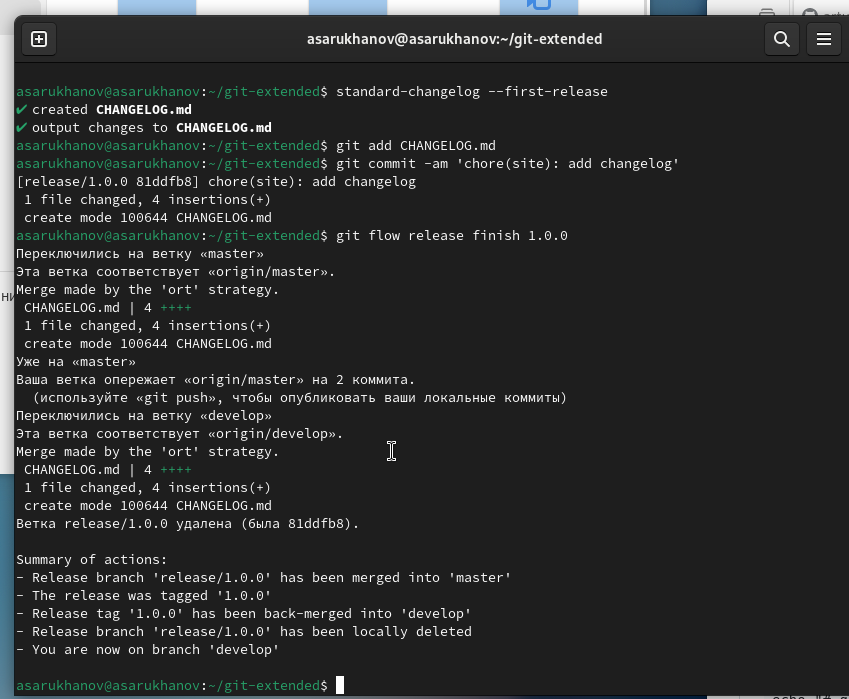 asarukhanov@asarukhanov:~/git-extended
asarukhanov@asarukhanov:~/git-extended$ standard-changelog --first-release
✔ created CHANGELOG.md
✔ output changes to CHANGELOG.md
asarukhanov@asarukhanov:~/git-extended$ git add CHANGELOG.md
asarukhanov@asarukhanov:~/git-extended$ git commit -am 'chore(site): add changelog'
[release/1.0.0 81ddfb8] chore(site): add changelog
 1 file changed, 4 insertions(+)
 create mode 100644 CHANGELOG.md
asarukhanov@asarukhanov:~/git-extended$ git flow release finish 1.0.0
Переключились на ветку «master»
Эта ветка соответствует «origin/master».
Merge made by the 'ort' strategy.
 CHANGELOG.md | 4 ++++
 1 file changed, 4 insertions(+)
 create mode 100644 CHANGELOG.md
Уже на «master»
Ваша ветка опережает «origin/master» на 2 коммита.
  (используйте «git push», чтобы опубликовать ваши локальные коммиты)
Переключились на ветку «develop»
Эта ветка соответствует «origin/develop».
Merge made by the 'ort' strategy.
 CHANGELOG.md | 4 ++++
 1 file changed, 4 insertions(+)
 create mode 100644 CHANGELOG.md
Ветка release/1.0.0 удалена (была 81ddfb8).
Summary of actions:
- Release branch 'release/1.0.0' has been merged into 'master'
- The release was tagged '1.0.0'
- Release tag '1.0.0' has been back-merged into 'develop'
- Release branch 'release/1.0.0' has been locally deleted
- You are now on branch 'develop'
asarukhanov@asarukhanov:~/git-extended$